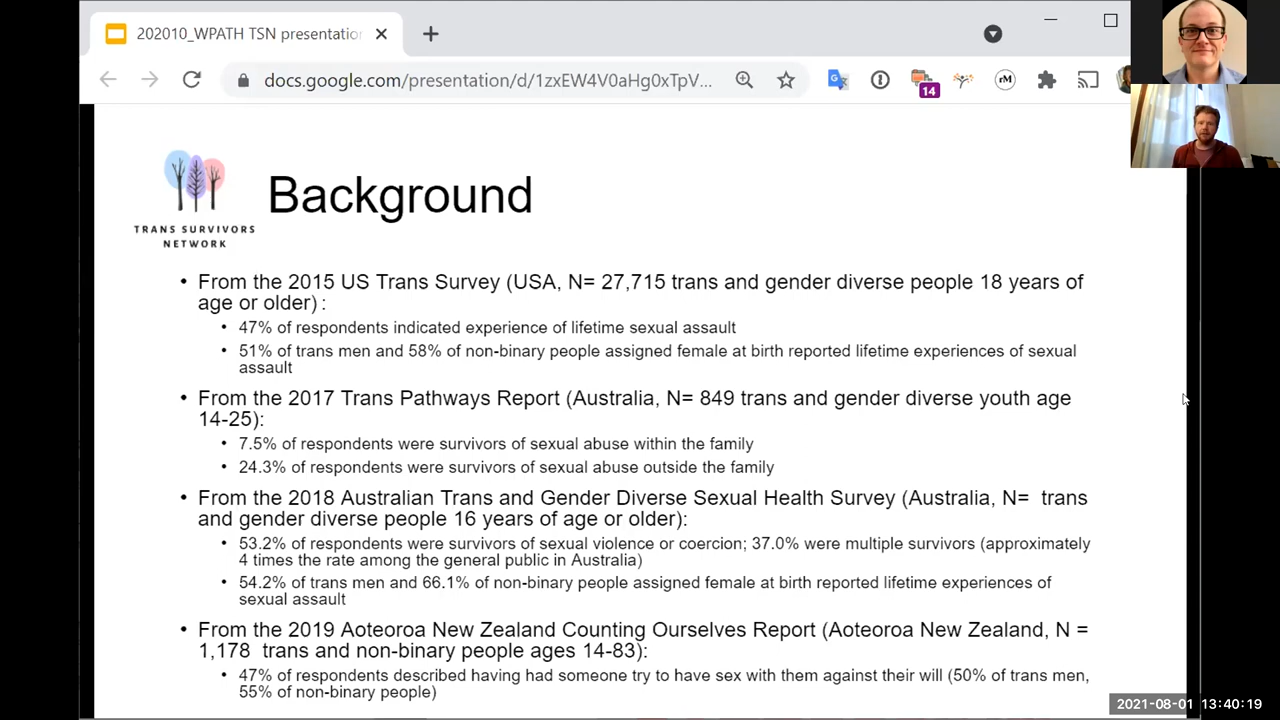 202010_WPATH TSN presentation
docs.google.com/presentation/d/1zxEW4V0aHg0xTpV...
14
rM
TRANS SURVIVORS
NETWORK
Background
• From the 2015 US Trans Survey (USA, N= 27,715 trans and gender diverse people 18 years of
age or older) :
• 47% of respondents indicated experience of lifetime sexual assault
• 51% of trans men and 58% of non-binary people assigned female at birth reported lifetime experiences of sexual
assault
• From the 2017 Trans Pathways Report (Australia, N= 849 trans and gender diverse youth age
14-25):
• 7.5% of respondents were survivors of sexual abuse within the family
• 24.3% of respondents were survivors of sexual abuse outside the family
• From the 2018 Australian Trans and Gender Diverse Sexual Health Survey (Australia, N=  trans
and gender diverse people 16 years of age or older):
• 53.2% of respondents were survivors of sexual violence or coercion; 37.0% were multiple survivors (approximately
4 times the rate among the general public in Australia)
• 54.2% of trans men and 66.1% of non-binary people assigned female at birth reported lifetime experiences of
sexual assault
• From the 2019 Aoteoroa New Zealand Counting Ourselves Report (Aoteoroa New Zealand, N =
1,178  trans and non-binary people ages 14-83):
• 47% of respondents described having had someone try to have sex with them against their will (50% of trans men,
55% of non-binary people)
2021-08-01 13:40:19